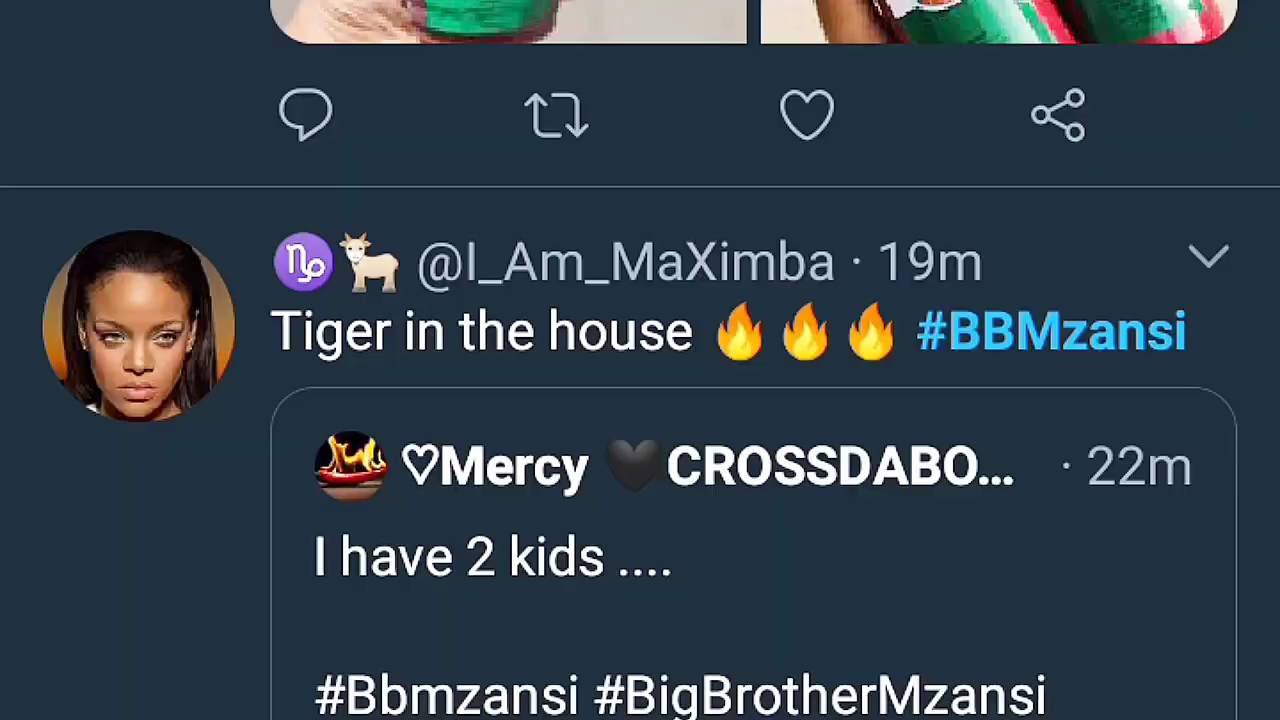 ♑🐐 @I_Am_MaXimba · 19m
Tiger in the house 🔥🔥🔥 #BBMzansi
♡Mercy 🖤CROSSDABO... · 22m
I have 2 kids ....
#Bbmzansi #BigBrotherMzansi